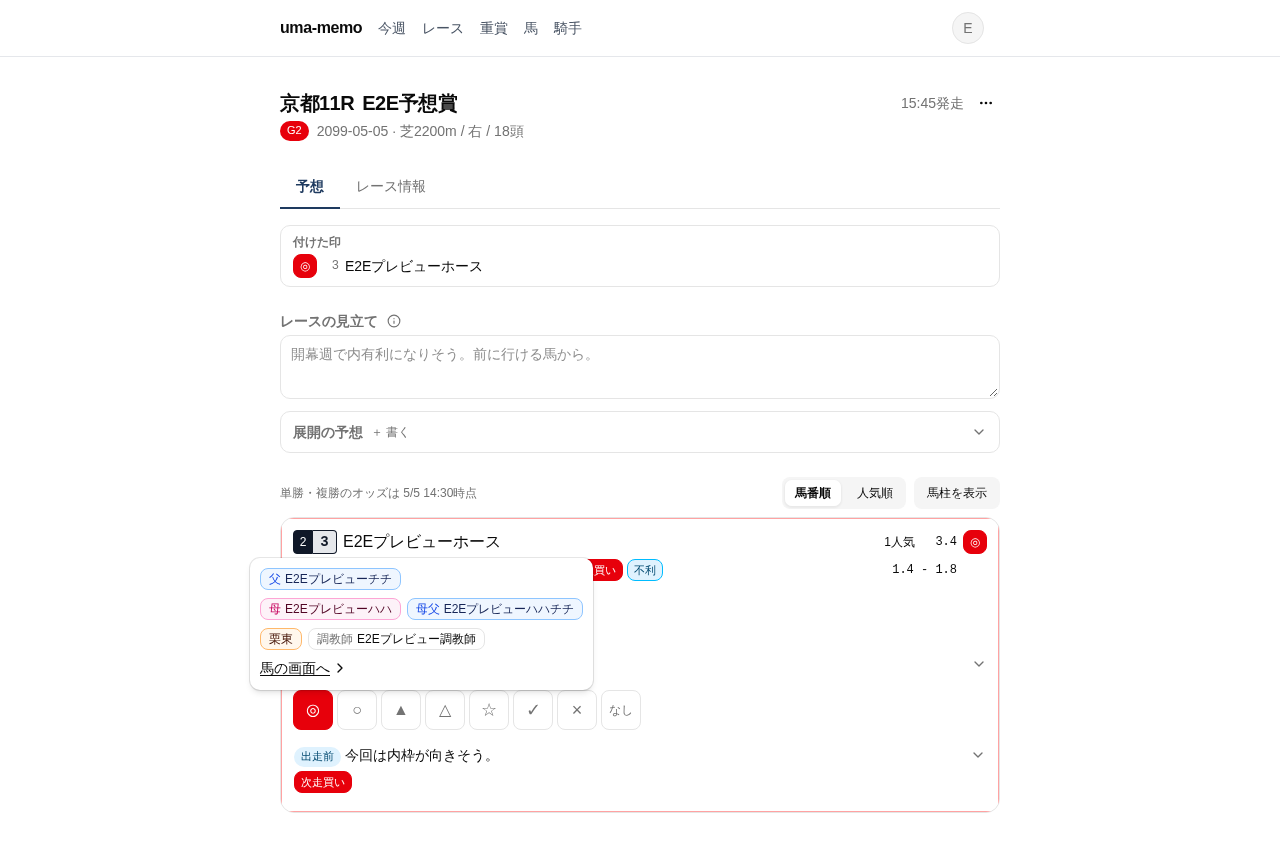 uma-memo 今週 レース 重賞 馬 騎手 E
京都11R E2E予想賞 15:45発走
G2 2099-05-05 · 芝2200m / 右 / 18頭
予想 レース情報
付けた印
◎ 3 E2Eプレビューホース
レースの見立て
開幕週で内有利になりそう。前に行ける馬から。
展開の予想 + 書く
単勝・複勝のオッズは 5/5 14:30時点 馬番順 人気順 馬柱を表示
2 3 E2Eプレビューホース 1人気 3.4 ◎
買い 不利 1.4 - 1.8
父 E2Eプレビューチチ
母 E2Eプレビューハハ 母父 E2Eプレビューハハチチ
栗東 調教師 E2Eプレビュー調教師
馬の画面へ
◎ ○ ▲ △ ☆ ✓ × なし
出走前 今回は内枠が向きそう。
次走買い